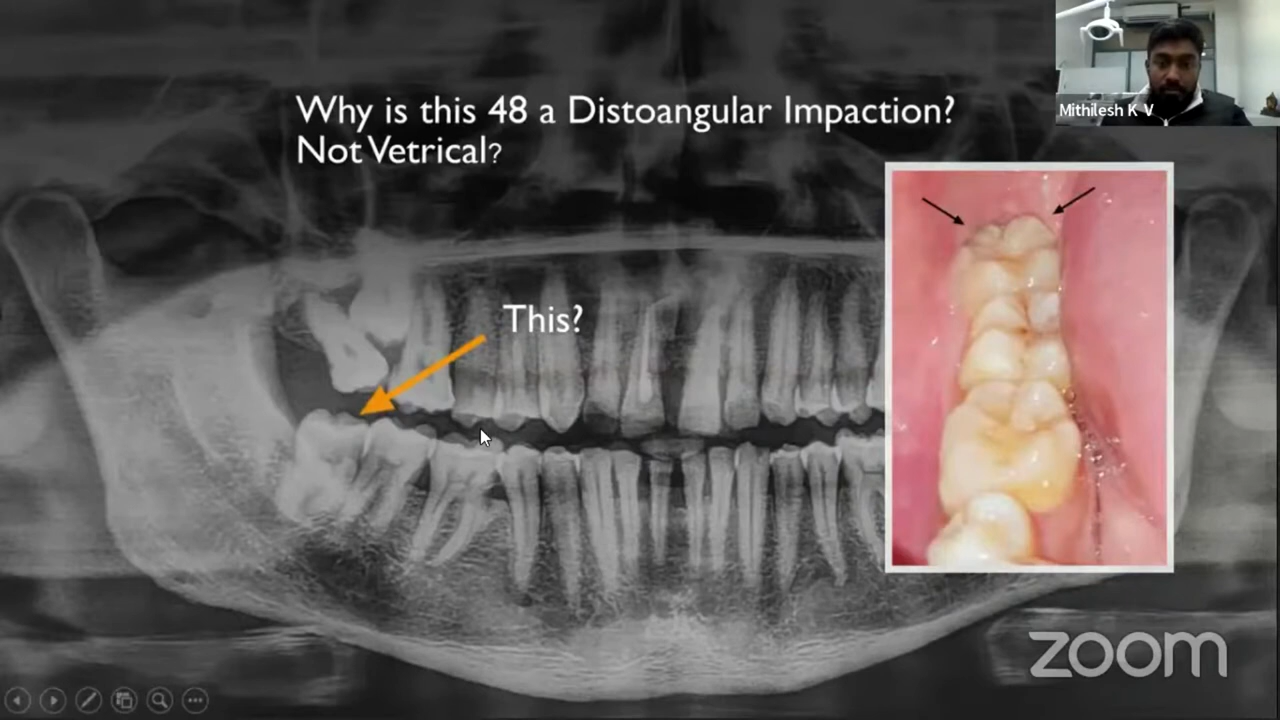 Mithilesh K V
Why is this 48 a Distoangular Impaction?
Not Vetrical?
This?
zoom